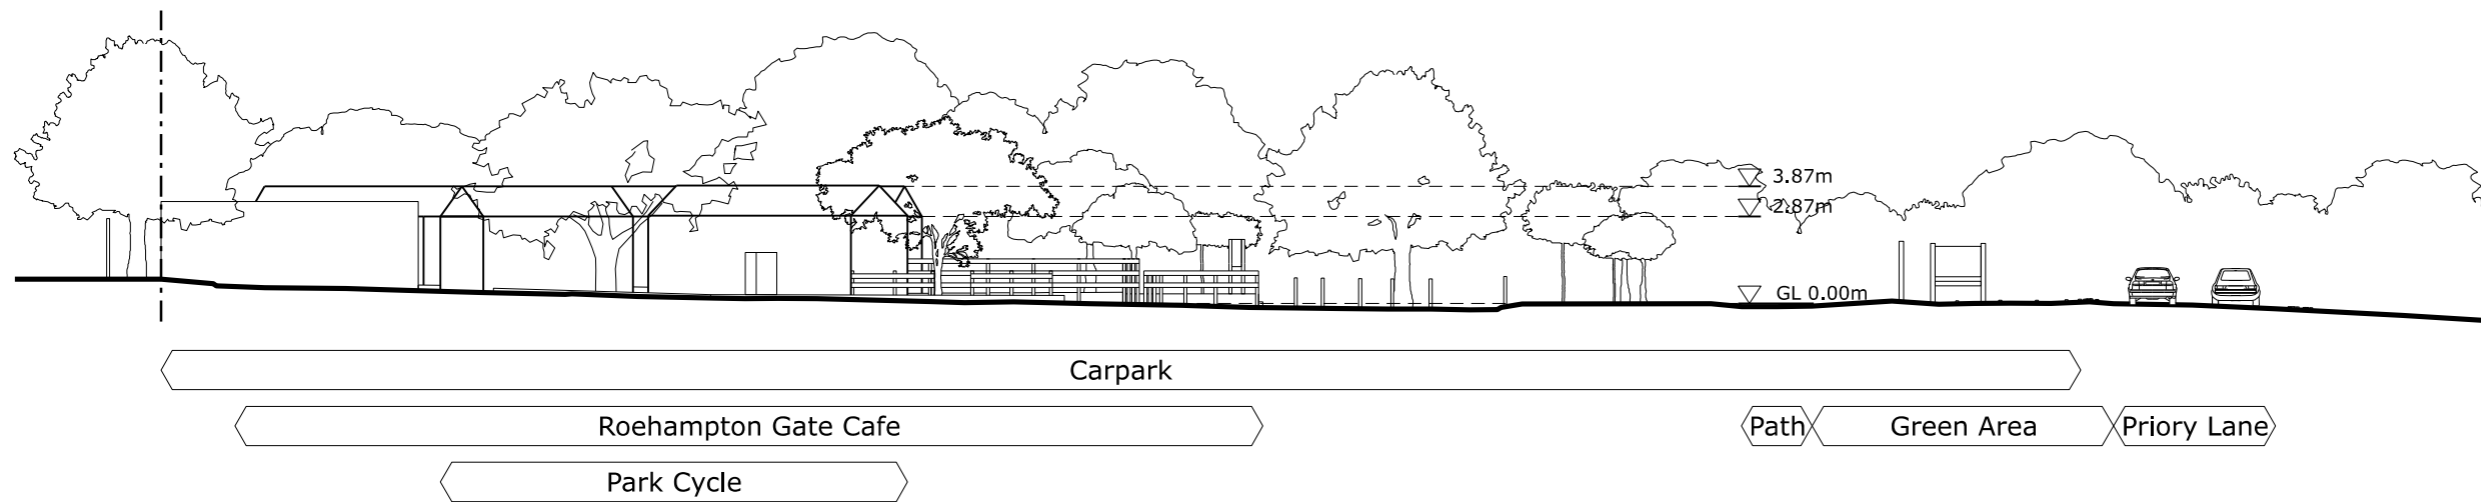 3.87m
2.87m
GL 0.00m
Carpark
Roehampton Gate Cafe
Path
Green Area
Priory Lane
Park Cycle